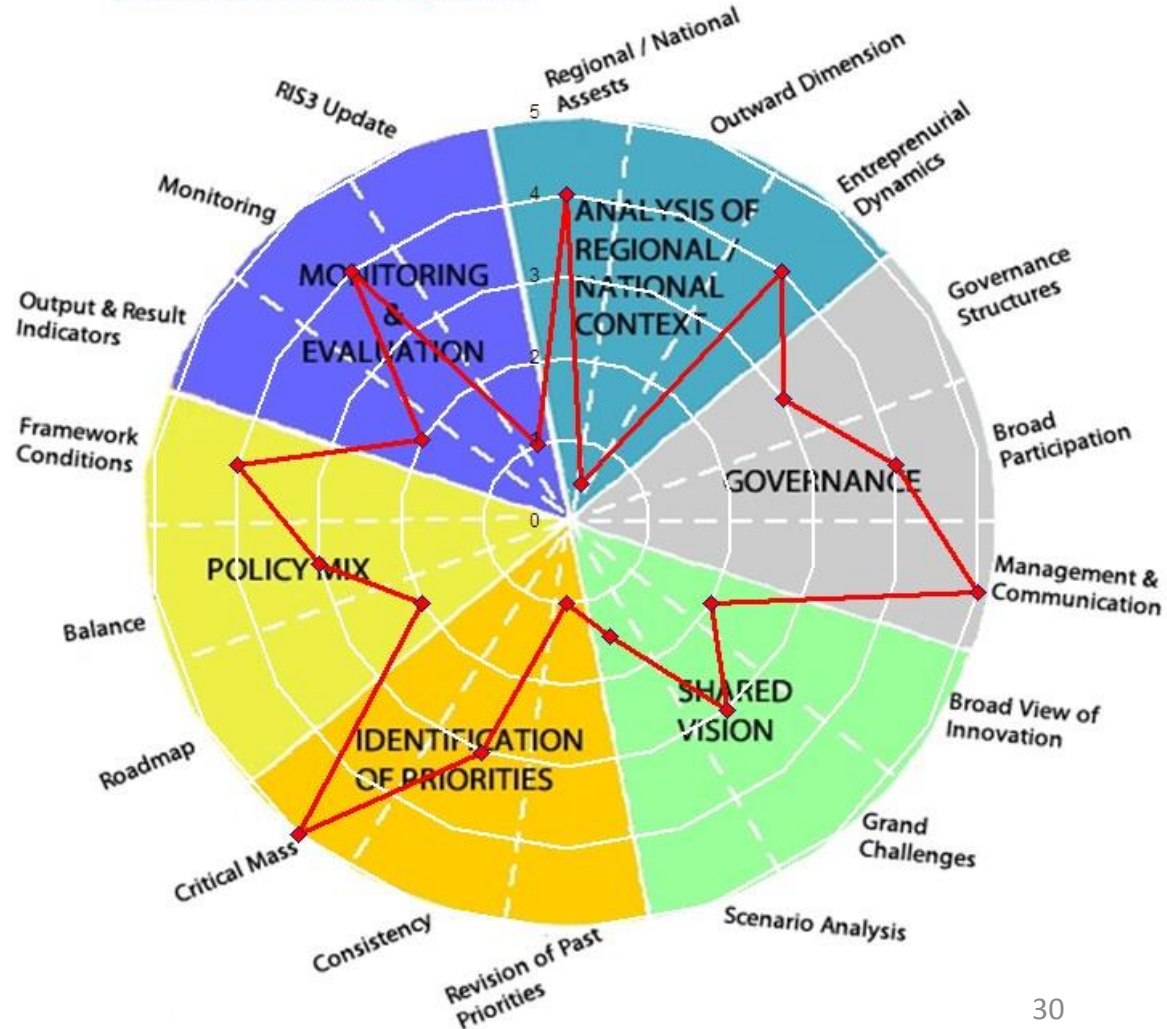 Regional / National
Assests
Outward Dimension
Entreprenurial
Dynamics
Governance
Structures
Broad
Participation
Management &
Communication
Broad View of
Innovation
Grand
Challenges
Scenario Analysis
Revision of Past
Priorities
Consistency
Critical Mass
Roadmap
Balance
Framework
Conditions
Output & Result
Indicators
Monitoring
RIS3 Update
5
4
3
2
1
0
ANALYSIS OF
REGIONAL /
NATIONAL
CONTEXT
GOVERNANCE
SHARED
VISION
IDENTIFICATION
OF PRIORITIES
POLICY MIX
MONITORING
&
EVALUATION
30